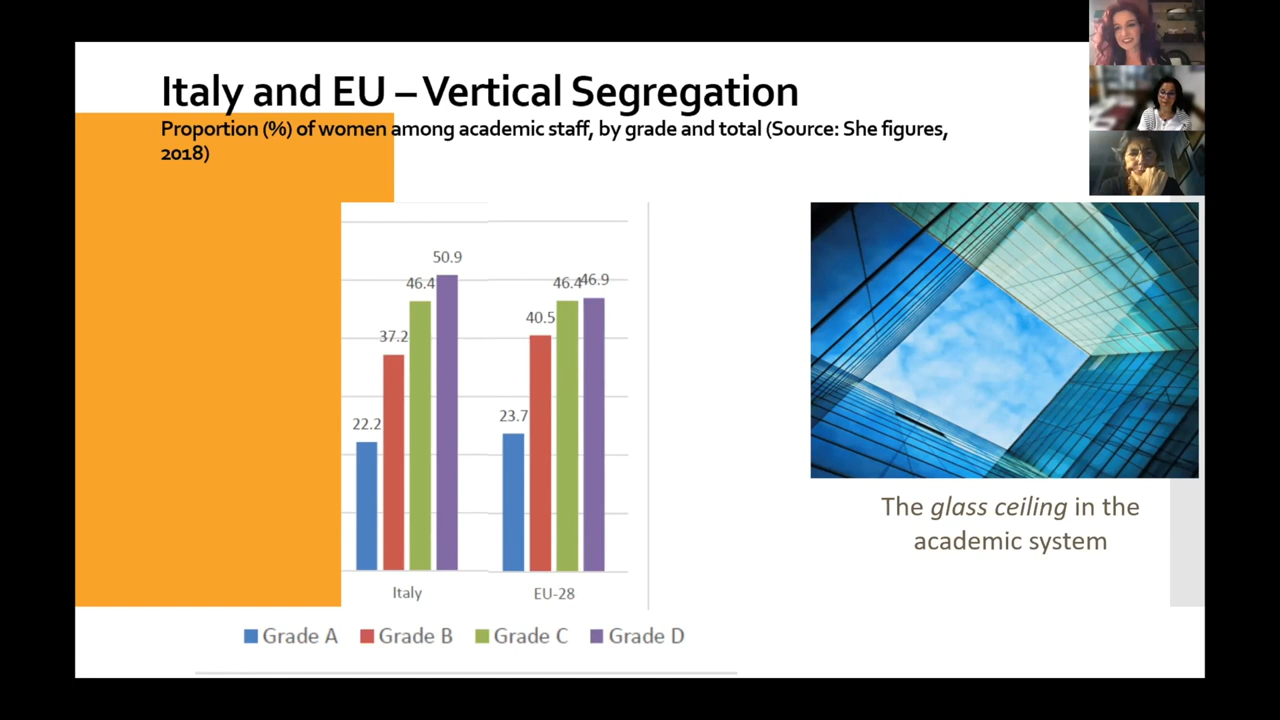 Italy and EU – Vertical Segregation
Proportion (%) of women among academic staff, by grade and total (Source: She figures,
2018)
50.9
46.4
37.2
22.2
46.9
46.4
40.5
23.7
Italy
EU-28
Grade A Grade B Grade C Grade D
The glass ceiling in the
academic system